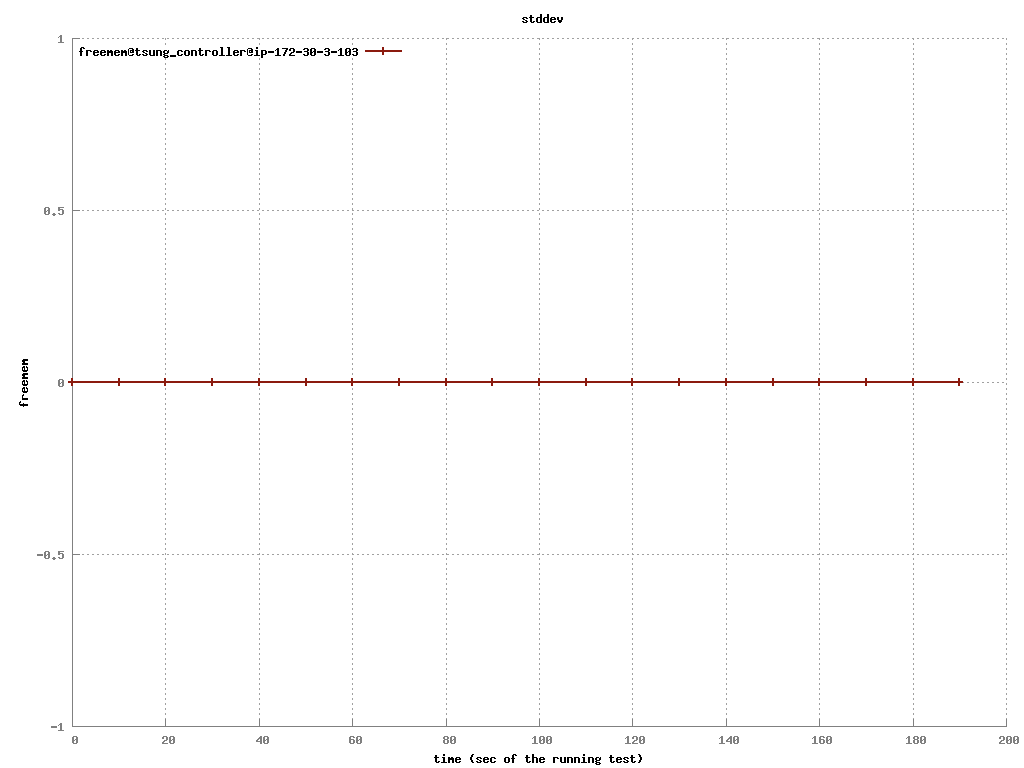 stddev
freemem@tsung_controller@ip-172-30-3-103
1
0.5
0
-0.5
-1
freemem
0 20 40 60 80 100 120 140 160 180 200
time (sec of the running test)